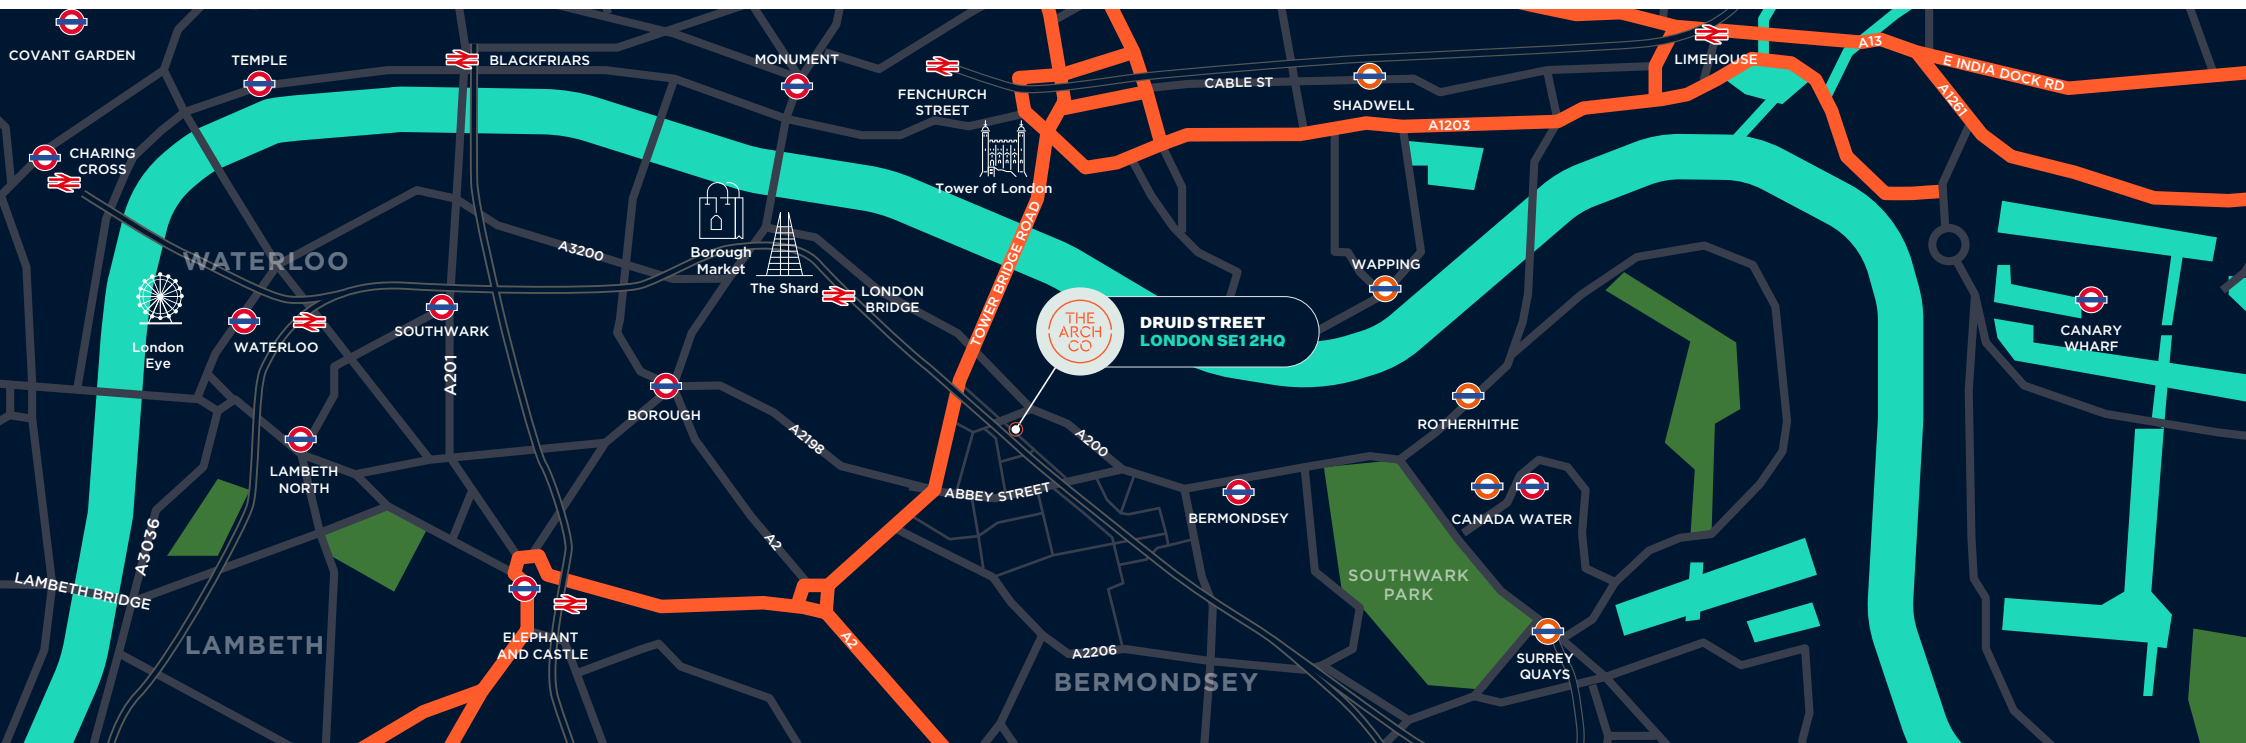 COVANT GARDEN
TEMPLE
BLACKFRIARS
MONUMENT
FENCHURCH
STREET
CABLE ST
SHADWELL
LIMEHOUSE
A13
E INDIA DOCK RD
A1261
A1203
CHARING
CROSS
Tower of London
WATERLOO
A3200
Borough
Market
The Shard
LONDON
BRIDGE
TOWER BRIDGE ROAD
WAPPING
THE
ARCH
CO
DRUID STREET
LONDON SE1 2HQ
CANARY
WHARF
London
Eye
WATERLOO
SOUTHWARK
A201
BOROUGH
ROTHERHITHE
A2198
A200
LAMBETH
NORTH
ABBEY STREET
BERMONDSEY
CANADA WATER
A3036
A2
LAMBETH BRIDGE
SOUTHWARK
PARK
LAMBETH
ELEPHANT
AND CASTLE
A2
A2206
BERMONDSEY
SURREY
QUAYS